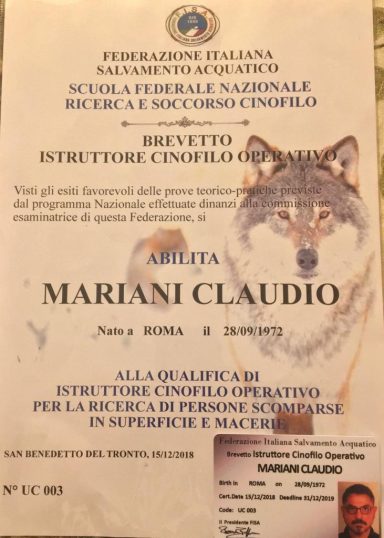 F.I.S.A.
FEDERAZIONE ITALIANA
SALVAMENTO ACQUATICO
SCUOLA FEDERALE NAZIONALE
RICERCA E SOCCORSO CINOFILO
BREVETTO
ISTRUTTORE CINOFILO OPERATIVO
Visti gli esiti favorevoli delle prove teorico-pratiche previste
dal programma Nazionale effettuate dinanzi alla commissione
esaminatrice di questa Federazione, si
ABILITA
MARIANI CLAUDIO
Nato a ROMA il 28/09/1972
ALLA QUALIFICA DI
ISTRUTTORE CINOFILO OPERATIVO
PER LA RICERCA DI PERSONE SCOMPARSE
IN SUPERFICIE E MACERIE
SAN BENEDETTO DEL TRONTO, 15/12/2018
N° UC 003
Federazione Italiana Salvamento Acquatico
Brevetto Istruttore Cinofilo Operativo
MARIANI CLAUDIO
Birth in ROMA on 28/09/1972
Cert.Date 15/12/2018 Deadline 31/12/2019
Code: UC 003
Il Presidente FISA